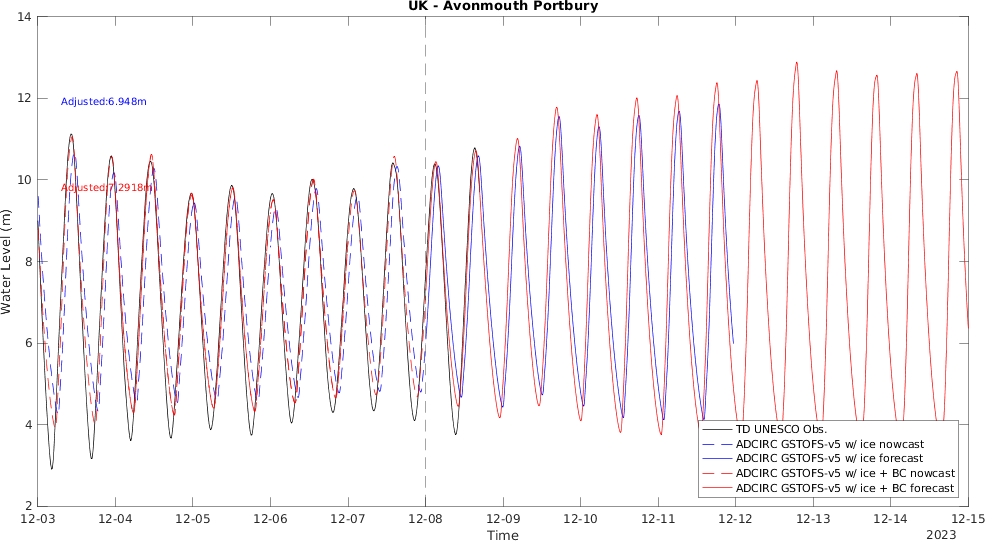 UK - Avonmouth Portbury
14
12
10
8
6
4
2
Water Level (m)
Adjusted:6.948m
Adjusted:7.2918m
TD UNESCO Obs.
ADCIRC GSTOFS-v5 w/ ice nowcast
ADCIRC GSTOFS-v5 w/ ice forecast
ADCIRC GSTOFS-v5 w/ ice + BC nowcast
ADCIRC GSTOFS-v5 w/ ice + BC forecast
12-03 12-04 12-05 12-06 12-07 12-08 12-09 12-10 12-11 12-12 12-13 12-14 12-15
Time
2023